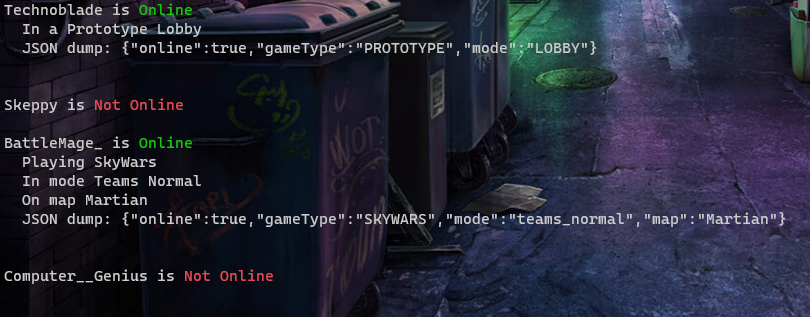 Technoblade is Online
In a Prototype Lobby
JSON dump: {"online":true,"gameType":"PROTOTYPE","mode":"LOBBY"}
Skeppy is Not Online
BattleMage_ is Online
Playing SkyWars
In mode Teams Normal
On map Martian
JSON dump: {"online":true,"gameType":"SKYWARS","mode":"teams_normal","map":"Martian"}
Computer__Genius is Not Online